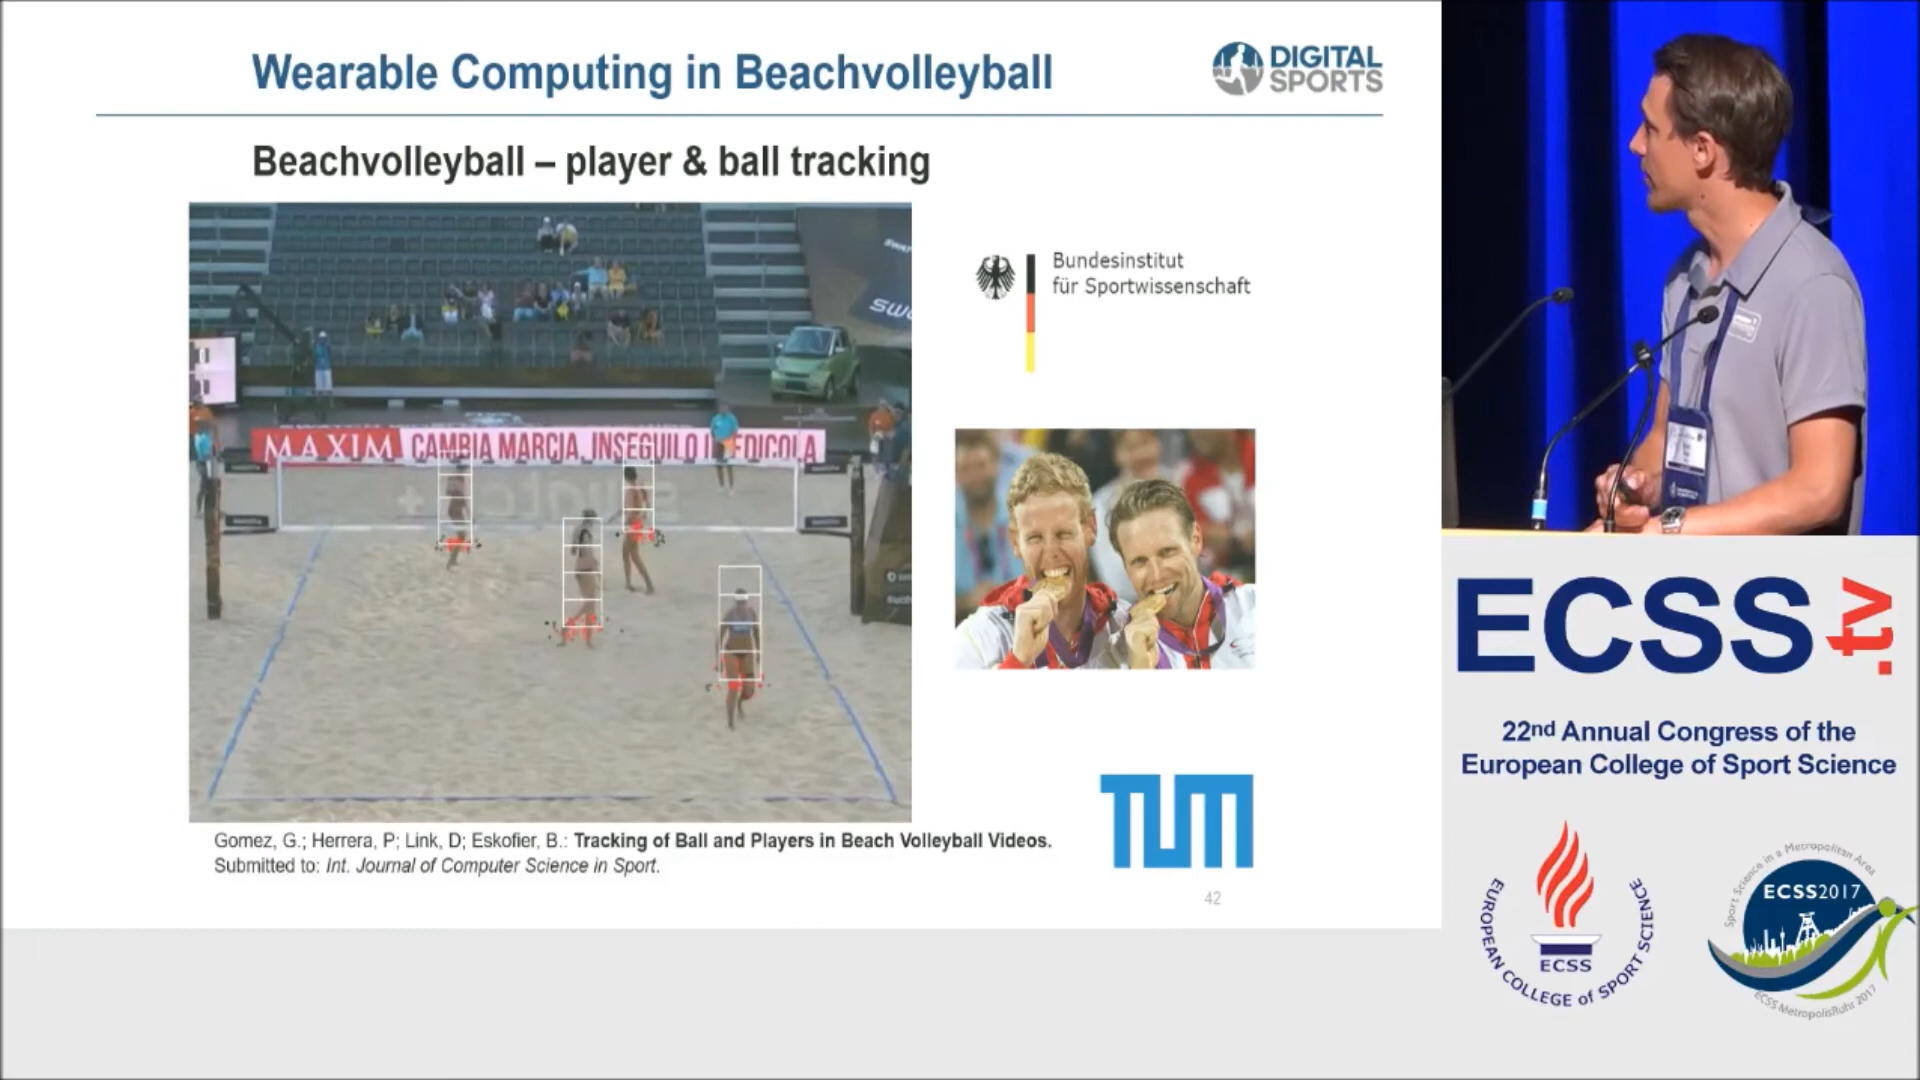 Wearable Computing in Beachvolleyball
DIGITAL
SPORTS
Beachvolleyball – player & ball tracking
MAXIM CAMBIA MARCIA, INSEGUILO
Bundesinstitut
für Sportwissenschaft
TUM
Gomez, G.; Herrera, P; Link, D; Eskofier, B.: Tracking of Ball and Players in Beach Volleyball Videos.
Submitted to: Int. Journal of Computer Science in Sport.
42
ECSS.tv
22nd Annual Congress of the
European College of Sport Science
EUROPEAN COLLEGE of SPORT SCIENCE
ECSS
Sport Science in a Metropolitan Area
ECSS2017
ECSS MetropolisRuhr 2017